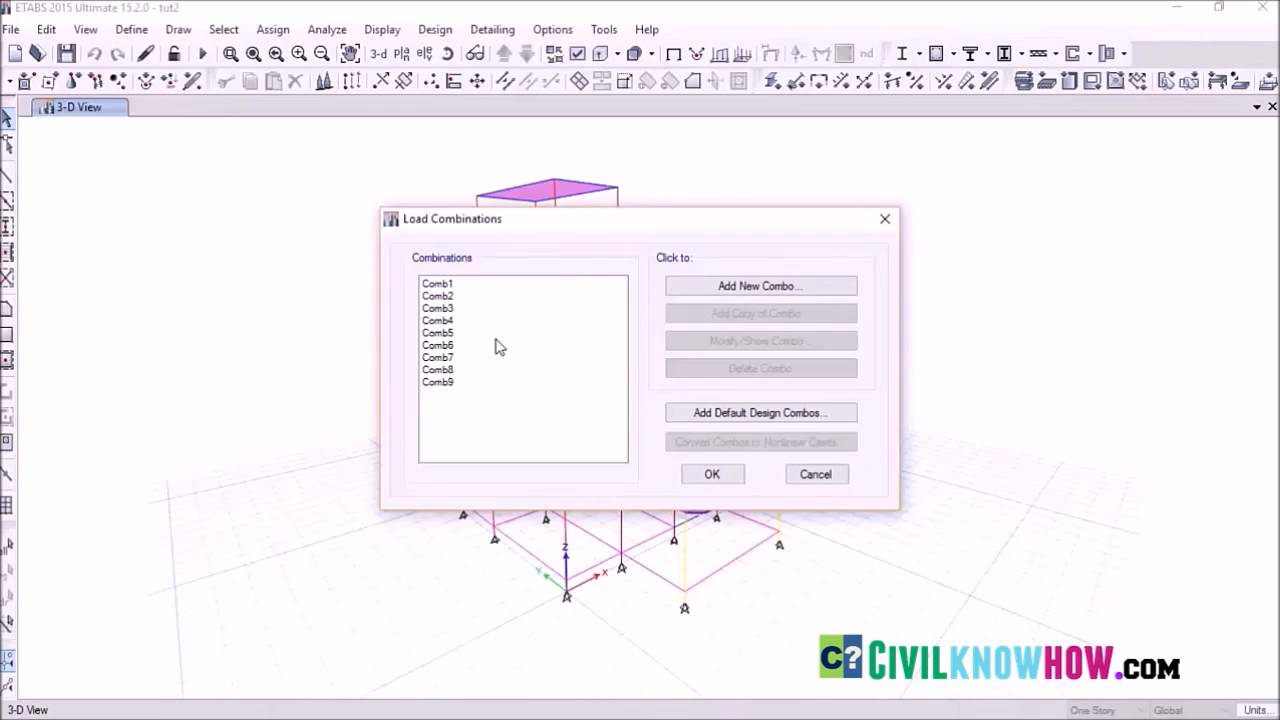 ETABS 2015 Ultimate 15.2.0 - tut2
File Edit View Define Draw Select Assign Analyze Display Design Detailing Options Tools Help
3-d
nd
3-D View
Load Combinations
Combinations
Comb1
Comb2
Comb3
Comb4
Comb5
Comb6
Comb7
Comb8
Comb9
Click to:
Add New Combo...
Add Copy of Combo
Modify/Show Combo...
Delete Combo
Add Default Design Combos...
Convert Combos to Nonlinear Cases...
OK Cancel
Z
Y X
C? CIVILKNOWHOW.COM
3-D View One Story Global Units...